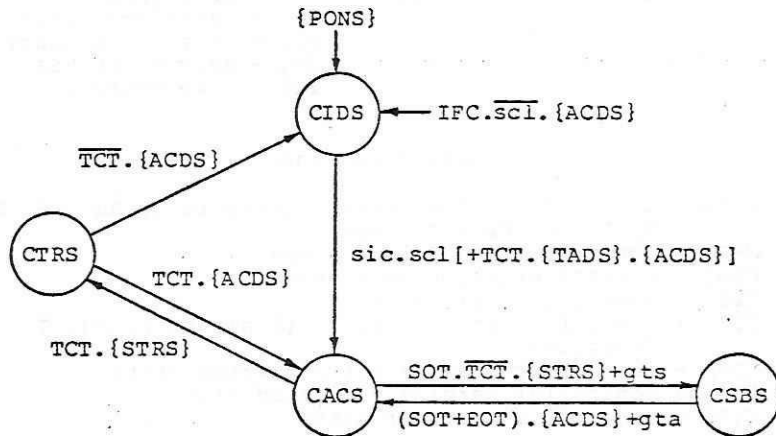 {PONS}
CIDS
IFC.s̅c̅l̅.{ACDS}
T̅C̅T̅.{ACDS}
CTRS
sic.scl[+TCT.{TADS}.{ACDS}]
TCT.{ACDS}
TCT.{STRS}
SOT.T̅C̅T̅.{STRS}+gts
CACS
CSBS
(SOT+EOT).{ACDS}+gta